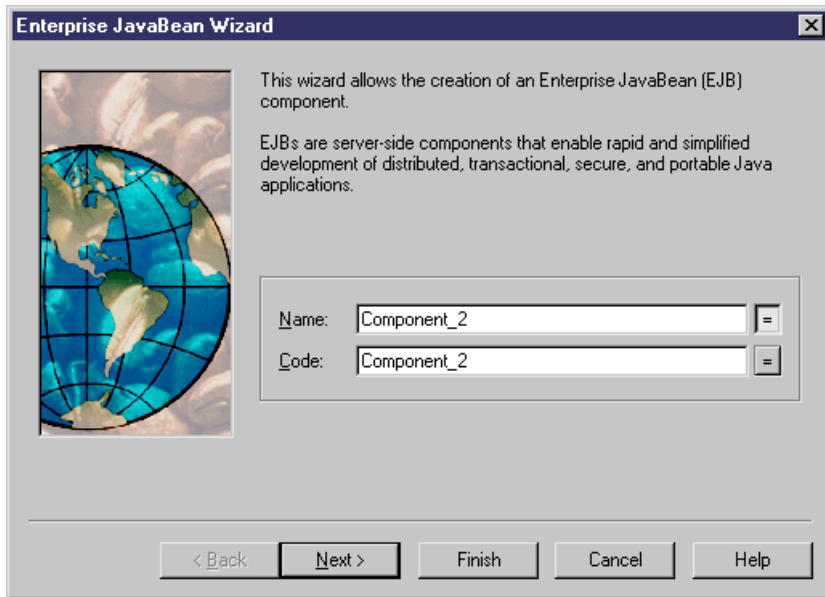 Enterprise JavaBean Wizard
This wizard allows the creation of an Enterprise JavaBean (EJB)
component.
EJBs are server-side components that enable rapid and simplified
development of distributed, transactional, secure, and portable Java
applications.
Name: Component_2 =
Code: Component_2 =
< Back Next > Finish Cancel Help